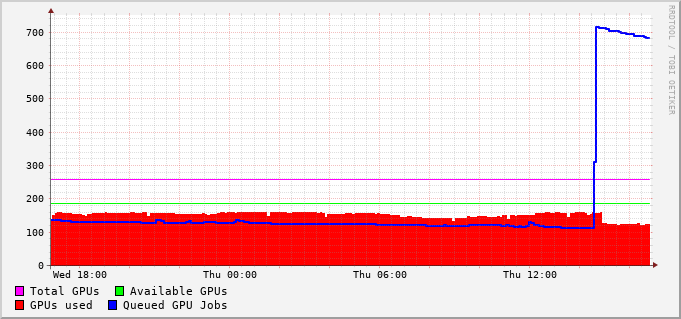 700
600
500
400
300
200
100
0
Wed 18:00 Thu 00:00 Thu 06:00 Thu 12:00
Total GPUs Available GPUs
GPUs used Queued GPU Jobs
RRDTOOL / TOBI OETIKER